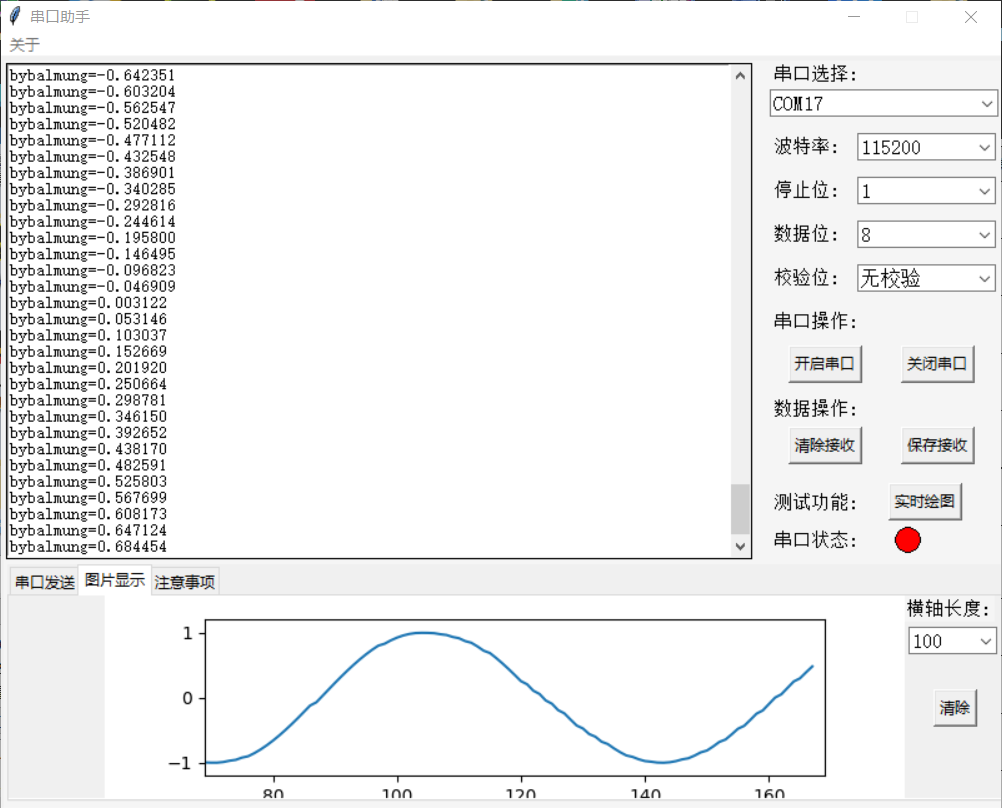 串口助手
关于
bybalmung=-0.642351
bybalmung=-0.603204
bybalmung=-0.562547
bybalmung=-0.520482
bybalmung=-0.477112
bybalmung=-0.432548
bybalmung=-0.386901
bybalmung=-0.340285
bybalmung=-0.292816
bybalmung=-0.244614
bybalmung=-0.195800
bybalmung=-0.146495
bybalmung=-0.096823
bybalmung=-0.046909
bybalmung=0.003122
bybalmung=0.053146
bybalmung=0.103037
bybalmung=0.152669
bybalmung=0.201920
bybalmung=0.250664
bybalmung=0.298781
bybalmung=0.346150
bybalmung=0.392652
bybalmung=0.438170
bybalmung=0.482591
bybalmung=0.525803
bybalmung=0.567699
bybalmung=0.608173
bybalmung=0.647124
bybalmung=0.684454
串口选择:
COM17
波特率: 115200
停止位: 1
数据位: 8
校验位: 无校验
串口操作:
开启串口 关闭串口
数据操作:
清除接收 保存接收
测试功能: 实时绘图
串口状态:
串口发送 图片显示 注意事项
横轴长度:
100
清除
1
0
−1
80 100 120 140 160